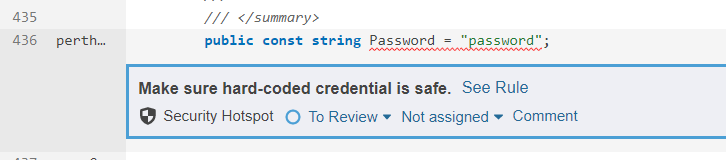 435 /// </summary>
436 perth… public const string Password = "password";
Make sure hard-coded credential is safe. See Rule
Security Hotspot To Review Not assigned Comment